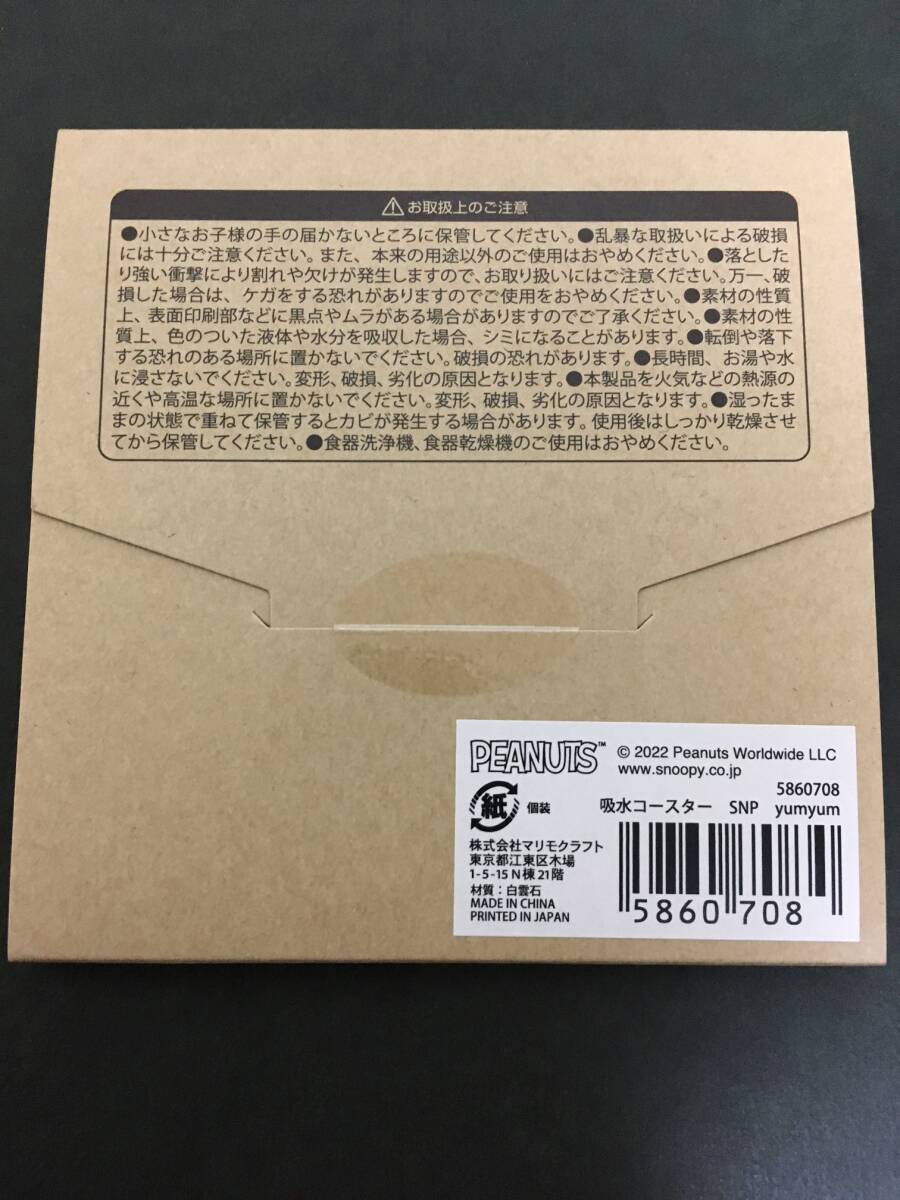 ⚠お取扱上のご注意
●小さなお子様の手の届かないところに保管してください。●乱暴な取扱いによる破損
には十分ご注意ください。また、本来の用途以外のご使用はおやめください。●落とした
り強い衝撃により割れや欠けが発生しますので、お取り扱いにはご注意ください。万一、破
損した場合は、ケガをする恐れがありますのでご使用をおやめください。●素材の性質
上、表面印刷部などに黒点やムラがある場合がありますのでご了承ください。●素材の性
質上、色のついた液体や水分を吸収した場合、シミになることがあります。●転倒や落下
する恐れのある場所に置かないでください。破損の恐れがあります。●長時間、お湯や水
に浸さないでください。変形、破損、劣化の原因となります。●本製品を火気などの熱源の
近くや高温な場所に置かないでください。変形、破損、劣化の原因となります。●湿ったま
まの状態で重ねて保管するとカビが発生する場合があります。使用後はしっかり乾燥させ
てから保管してください。●食器洗浄機、食器乾燥機のご使用はおやめください。
PEANUTS™ © 2022 Peanuts Worldwide LLC
www.snoopy.co.jp
5860708
紙 個装 吸水コースター SNP yumyum
株式会社マリモクラフト
東京都江東区木場
1-5-15 N棟21階
材質：白雲石
MADE IN CHINA
PRINTED IN JAPAN
5860708